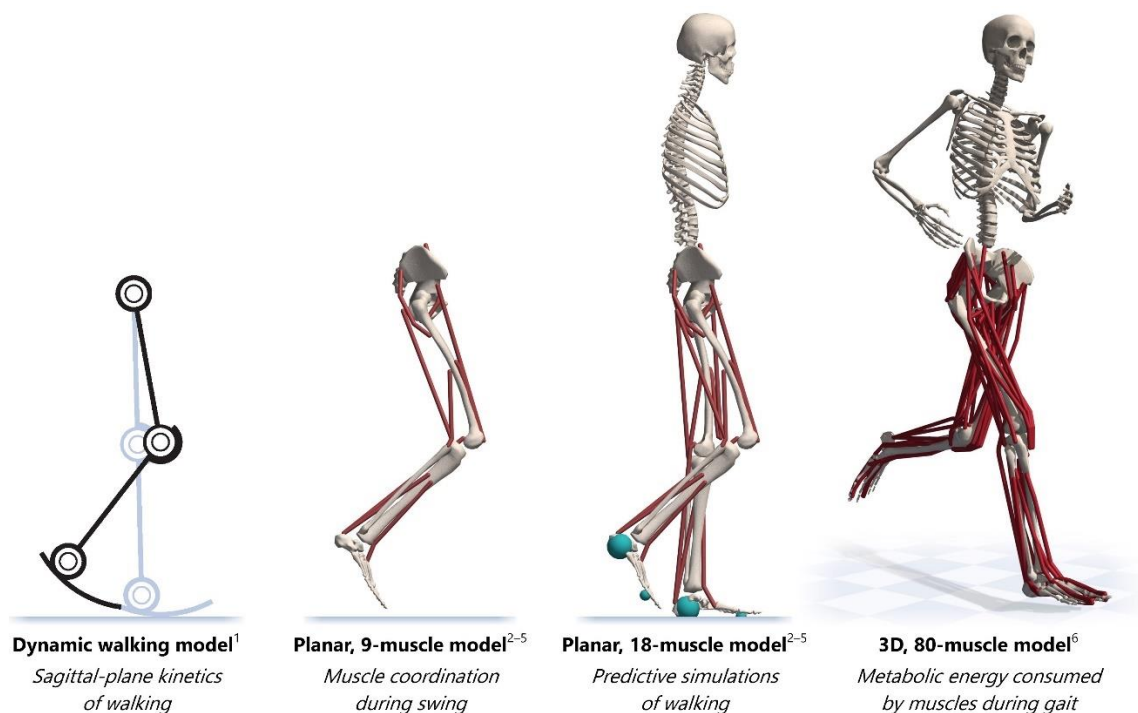 Dynamic walking model¹
Sagittal-plane kinetics
of walking
Planar, 9-muscle model²⁻⁵
Muscle coordination
during swing
Planar, 18-muscle model²⁻⁵
Predictive simulations
of walking
3D, 80-muscle model⁶
Metabolic energy consumed
by muscles during gait